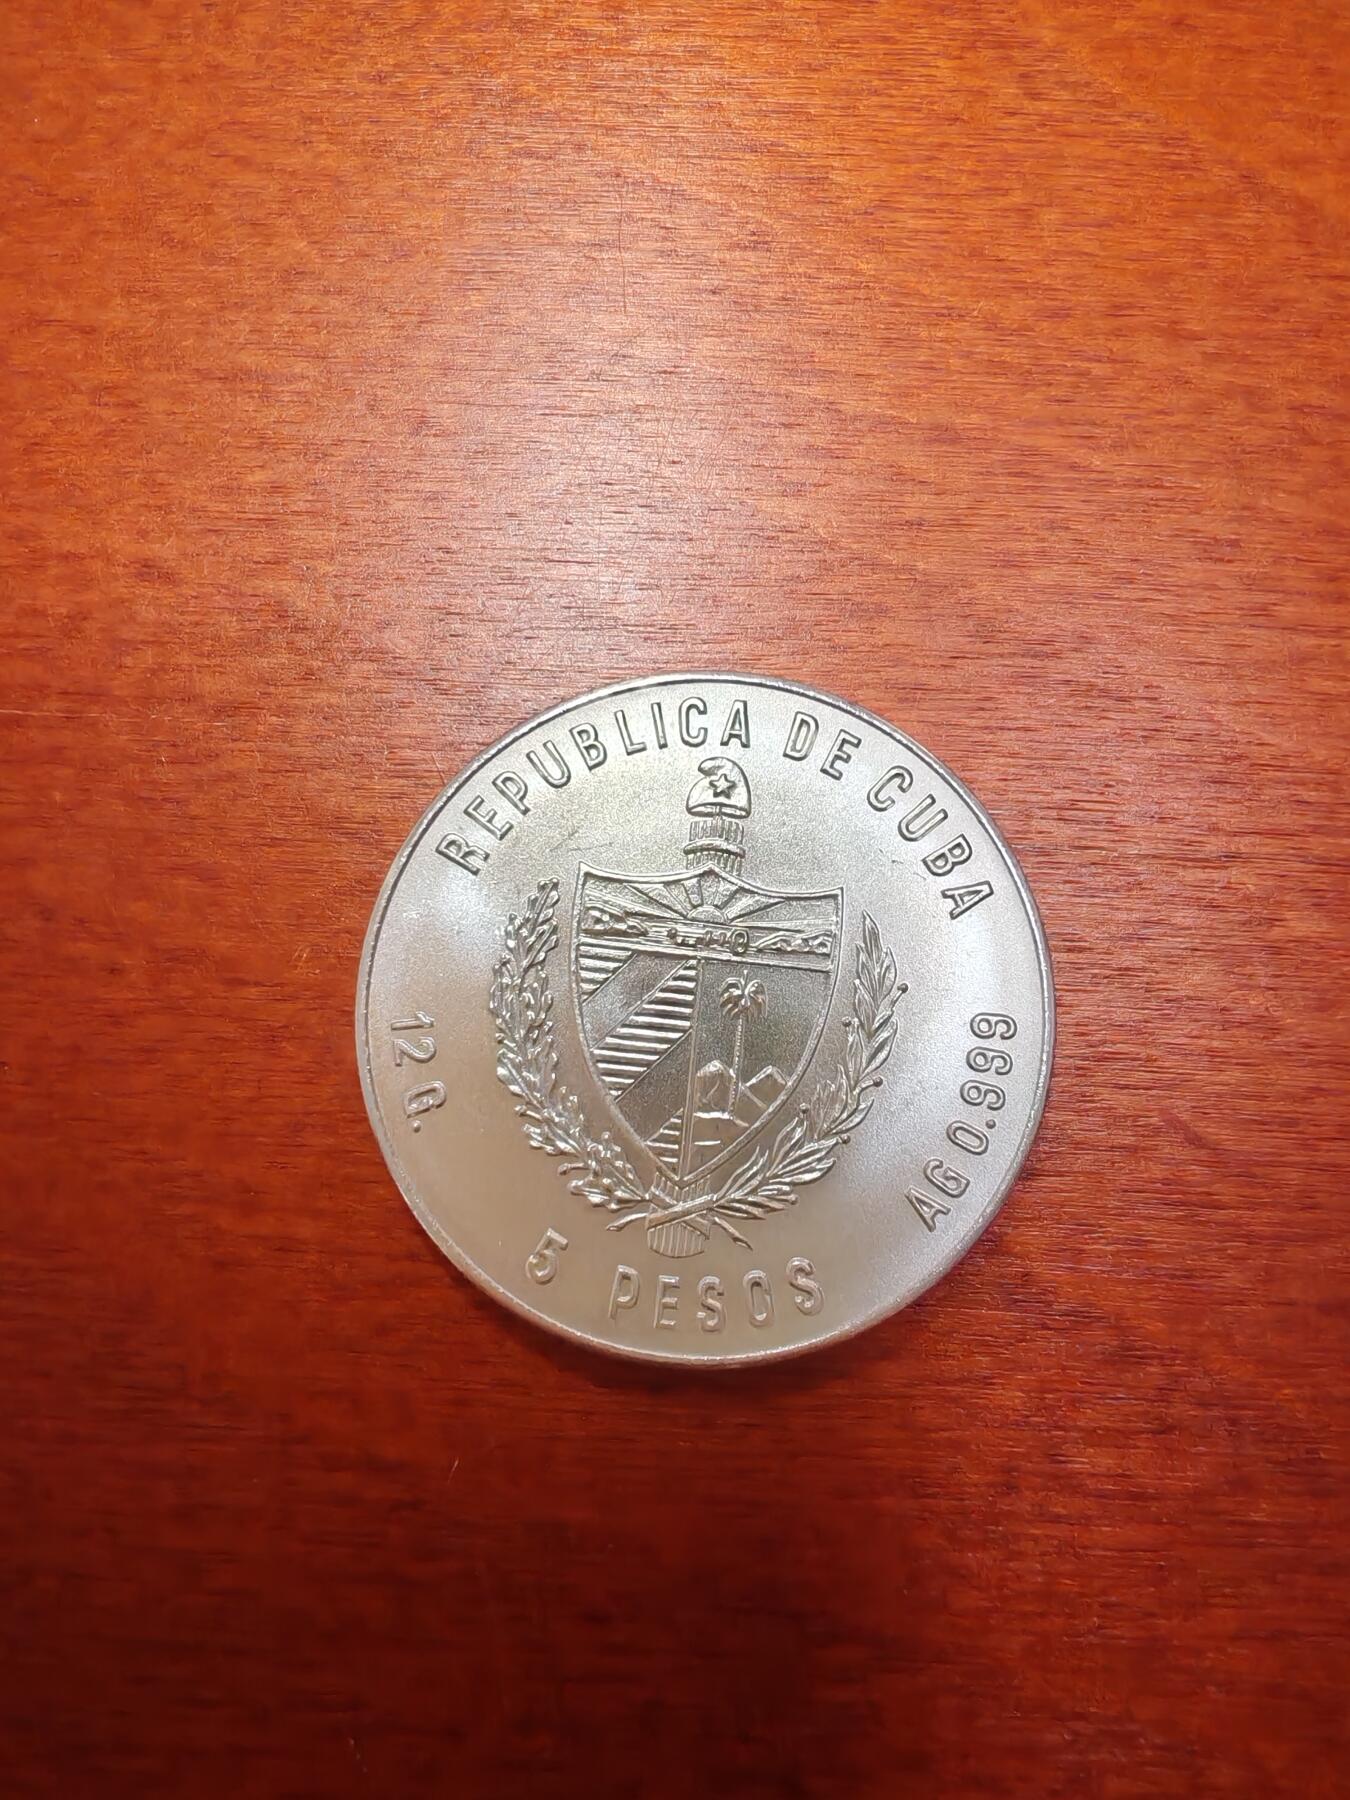 REPUBLICA DE CUBA
12 G.
AG 0.999
5 PESOS